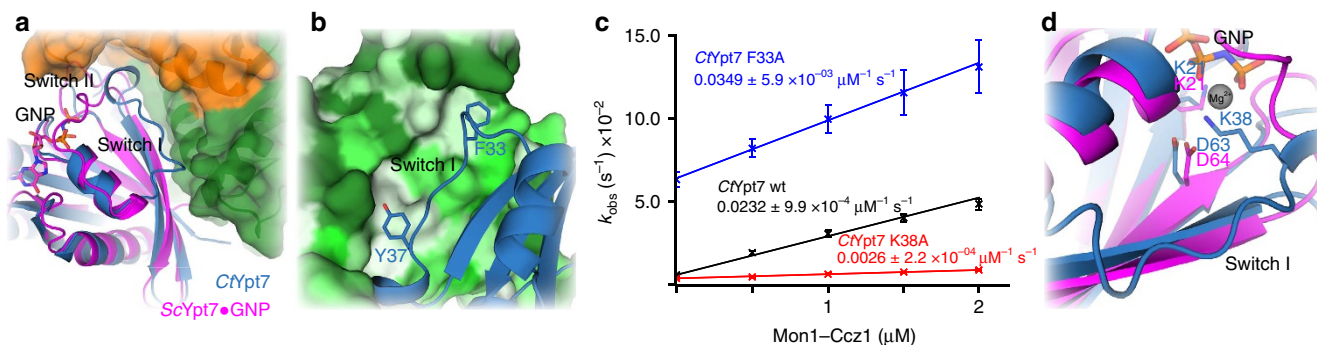 a
Switch II
GNP
Switch I
CtYpt7
ScYpt7•GNP
b
F33
Switch I
Y37
c
15.0
10.0
5.0
kobs (s⁻¹) ×10⁻²
CtYpt7 F33A
0.0349 ± 5.9 ×10⁻⁰³ μM⁻¹ s⁻¹
CtYpt7 wt
0.0232 ± 9.9 ×10⁻⁴ μM⁻¹ s⁻¹
CtYpt7 K38A
0.0026 ± 2.2 ×10⁻⁰⁴ μM⁻¹ s⁻¹
1 2
Mon1–Ccz1 (μM)
d
GNP
K21
K21
Mg²⁺
K38
D63
D64
Switch I